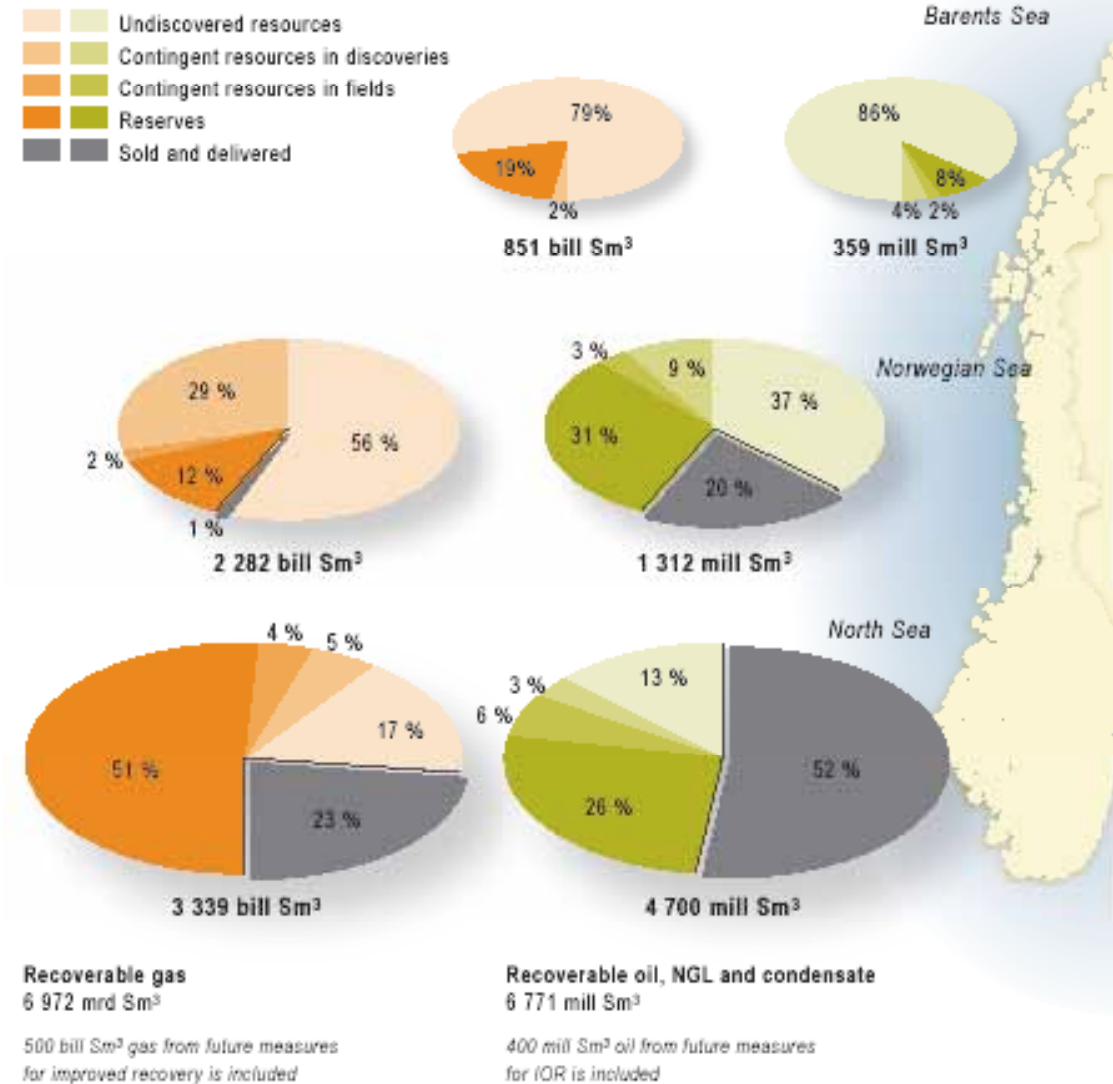 Undiscovered resources
Contingent resources in discoveries
Contingent resources in fields
Reserves
Sold and delivered
Barents Sea
79%
19%
2%
851 bill Sm³
86%
8%
4% 2%
359 mill Sm³
Norwegian Sea
29 %
56 %
2 %
12 %
1 %
2 282 bill Sm³
3 %
9 %
37 %
31 %
20 %
1 312 mill Sm³
North Sea
4 %
5 %
17 %
51 %
23 %
3 339 bill Sm³
13 %
3 %
6 %
52 %
26 %
4 700 mill Sm³
Recoverable gas
6 972 mrd Sm³
500 bill Sm³ gas from future measures
for improved recovery is included
Recoverable oil, NGL and condensate
6 771 mill Sm³
400 mill Sm³ oil from future measures
for IOR is included